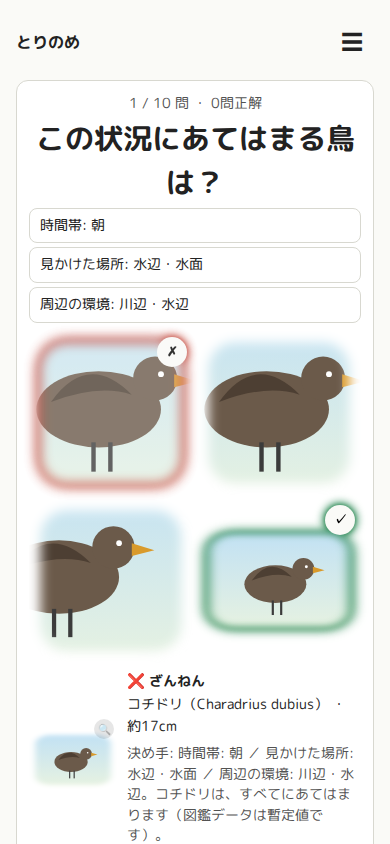 とりのめ
☰
1 / 10 問 · 0問正解
この状況にあてはまる鳥
は？
時間帯: 朝
見かけた場所: 水辺・水面
周辺の環境: 川辺・水辺
✗
✓
❌ ざんねん
コチドリ（Charadrius dubius） ・
約17cm
🔍
決め手: 時間帯: 朝 ／ 見かけた場所:
水辺・水面 ／ 周辺の環境: 川辺・水
辺。コチドリは、すべてにあてはま
ります（図鑑データは暫定値で
す）。